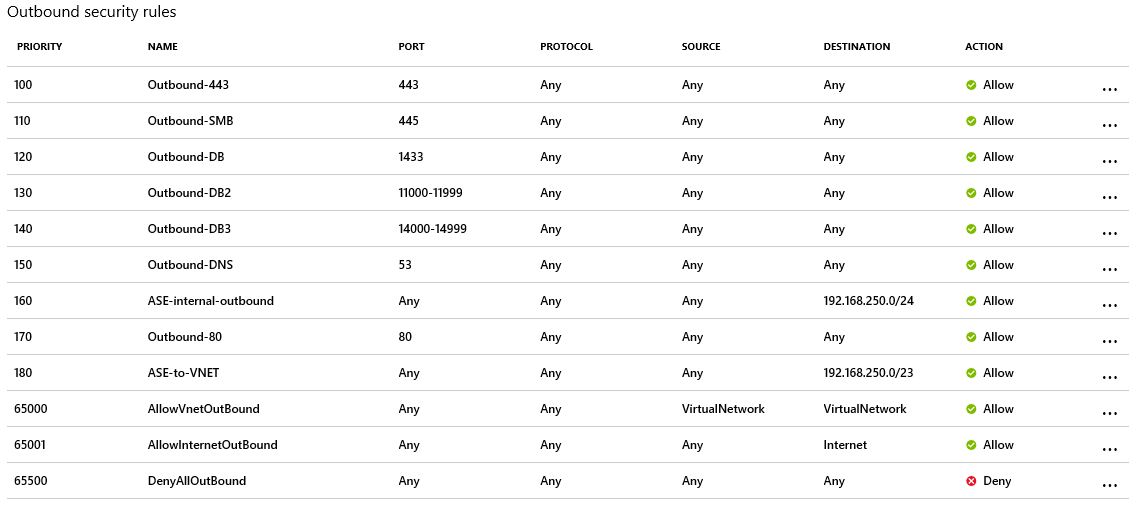 Outbound security rules
PRIORITY NAME PORT PROTOCOL SOURCE DESTINATION ACTION
100 Outbound-443 443 Any Any Any Allow ...
110 Outbound-SMB 445 Any Any Any Allow ...
120 Outbound-DB 1433 Any Any Any Allow ...
130 Outbound-DB2 11000-11999 Any Any Any Allow ...
140 Outbound-DB3 14000-14999 Any Any Any Allow ...
150 Outbound-DNS 53 Any Any Any Allow ...
160 ASE-internal-outbound Any Any Any 192.168.250.0/24 Allow ...
170 Outbound-80 80 Any Any Any Allow ...
180 ASE-to-VNET Any Any Any 192.168.250.0/23 Allow ...
65000 AllowVnetOutBound Any Any VirtualNetwork VirtualNetwork Allow ...
65001 AllowInternetOutBound Any Any Any Internet Allow ...
65500 DenyAllOutBound Any Any Any Any Deny ...